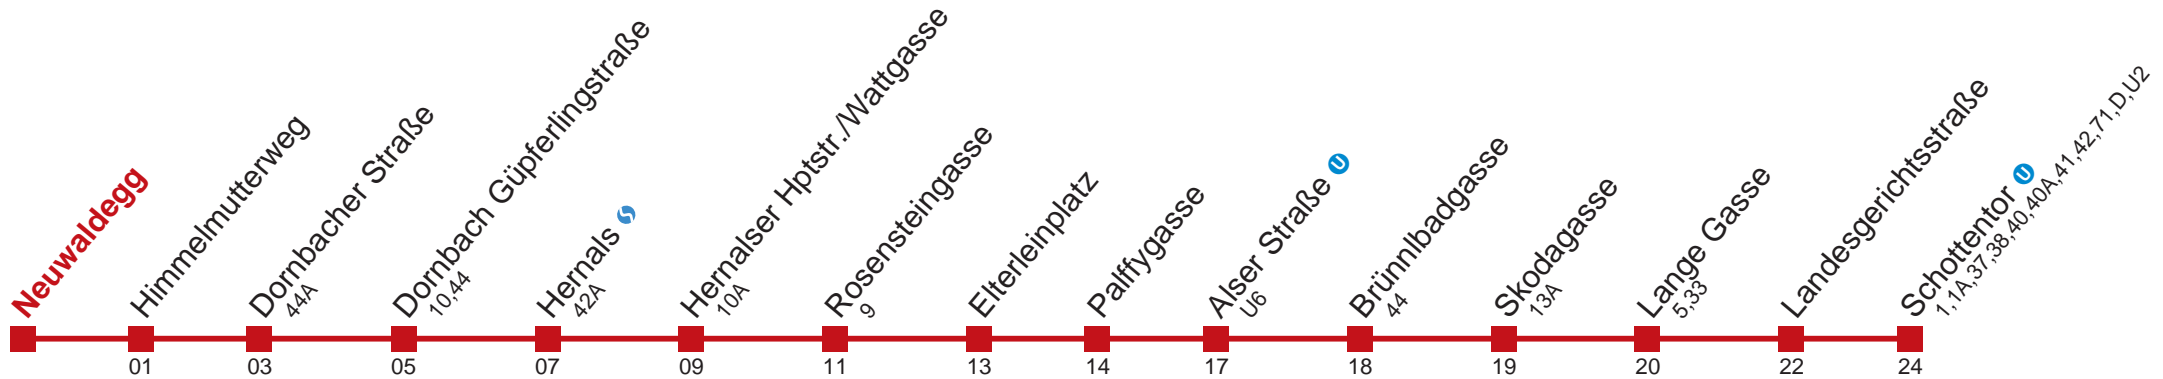 Neuwaldegg
Himmelmutterweg
01
Dornbacher Straße
44A
03
Dornbach Güpferlingstraße
10,44
05
Hernals S
42A
07
Hernalser Hptstr./Wattgasse
10A
09
Rosensteingasse
9
11
Elterleinplatz
13
Palffygasse
14
Alser Straße U
U6
17
Brünnlbadgasse
44
18
Skodagasse
13A
19
Lange Gasse
5,33
20
Landesgerichtsstraße
22
Schottentor U
1,1A,37,38,40,40A,41,42,71,D,U2
24